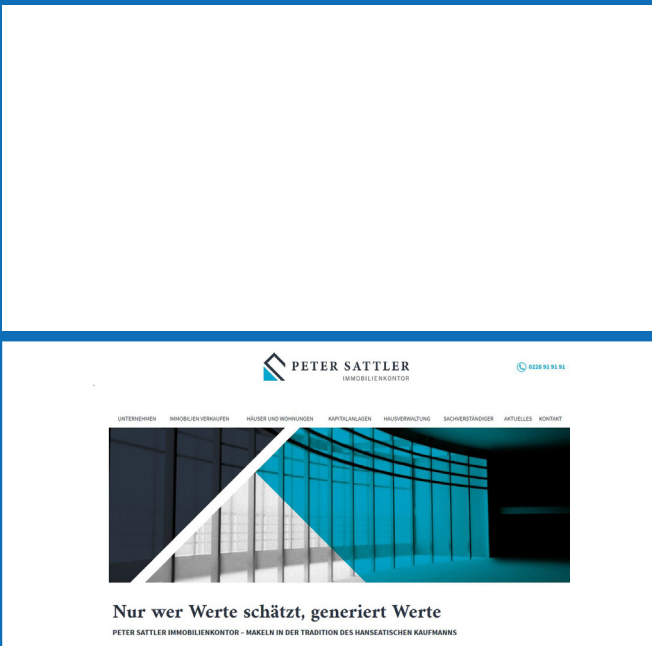 PETER SATTLER
IMMOBILIENKONTOR
0228 91 91 91
UNTERNEHMEN IMMOBILIEN VERKAUFEN HÄUSER UND WOHNUNGEN KAPITALANLAGEN HAUSVERWALTUNG SACHVERSTÄNDIGER AKTUELLES KONTAKT
Nur wer Werte schätzt, generiert Werte
PETER SATTLER IMMOBILIENKONTOR – MAKELN IN DER TRADITION DES HANSEATISCHEN KAUFMANNS